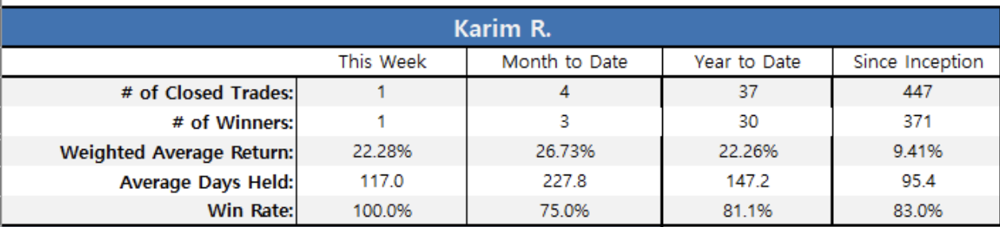 Karim R.
This Week Month to Date Year to Date Since Inception
# of Closed Trades: 1 4 37 447
# of Winners: 1 3 30 371
Weighted Average Return: 22.28% 26.73% 22.26% 9.41%
Average Days Held: 117.0 227.8 147.2 95.4
Win Rate: 100.0% 75.0% 81.1% 83.0%